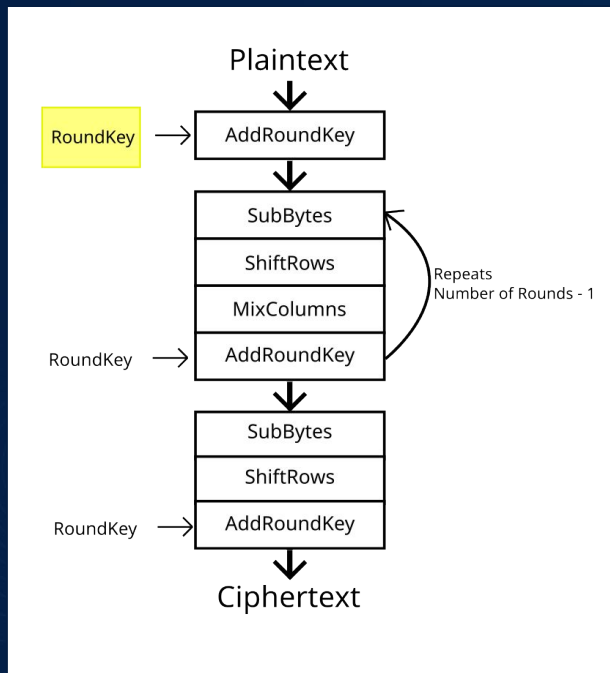 Plaintext
RoundKey
AddRoundKey
SubBytes
ShiftRows
MixColumns
RoundKey
AddRoundKey
Repeats
Number of Rounds - 1
SubBytes
ShiftRows
RoundKey
AddRoundKey
Ciphertext